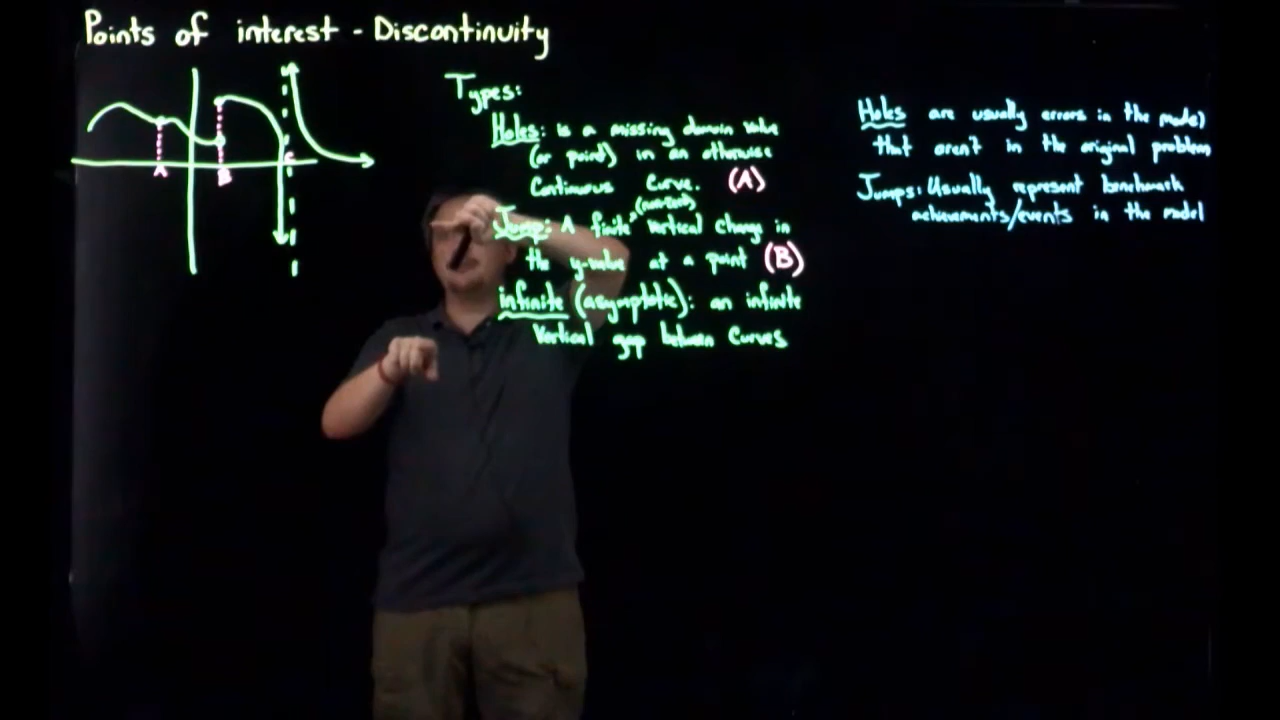 Points of interest - Discontinuity
Types:
Holes: is a missing domain value
(or point) in an otherwise
Continuous Curve. (A)
Jump: A finite vertical change in
the y-value at a point (B)
infinite (asymptotic): an infinite
Vertical gap between Curves
A
B
C
Holes are usually errors in the model
that aren't in the original problem
Jumps: Usually represent benchmark
achievements/events in the model